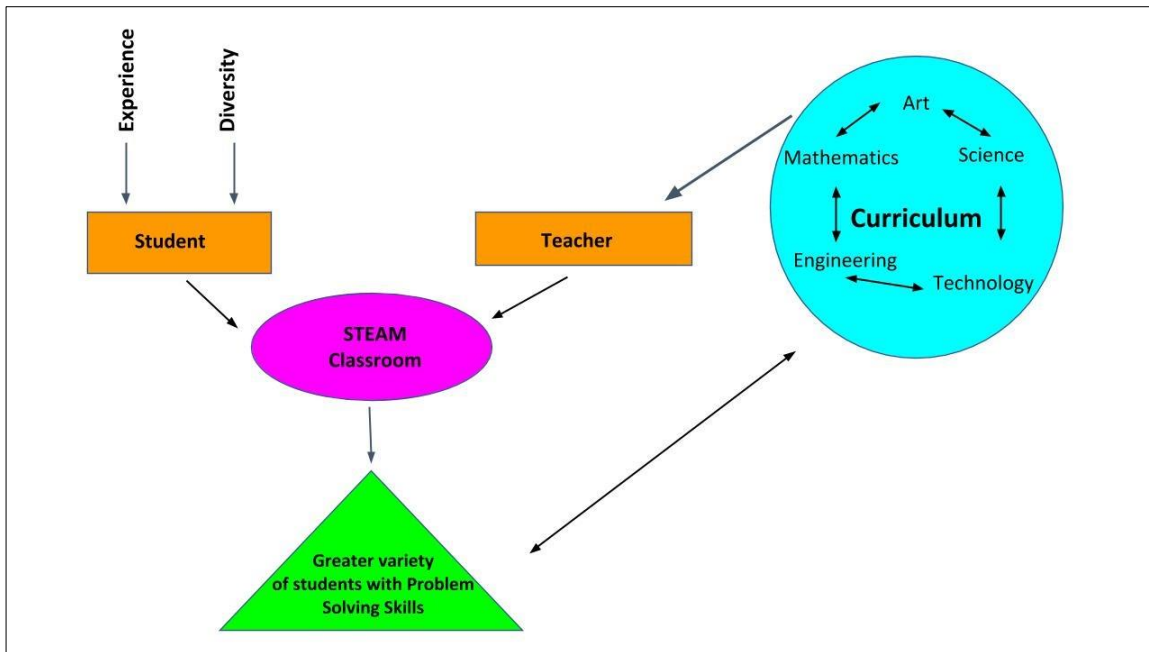 Experience
Diversity
Student
Teacher
STEAM
Classroom
Greater variety
of students with Problem
Solving Skills
Art
Mathematics
Science
Curriculum
Engineering
Technology